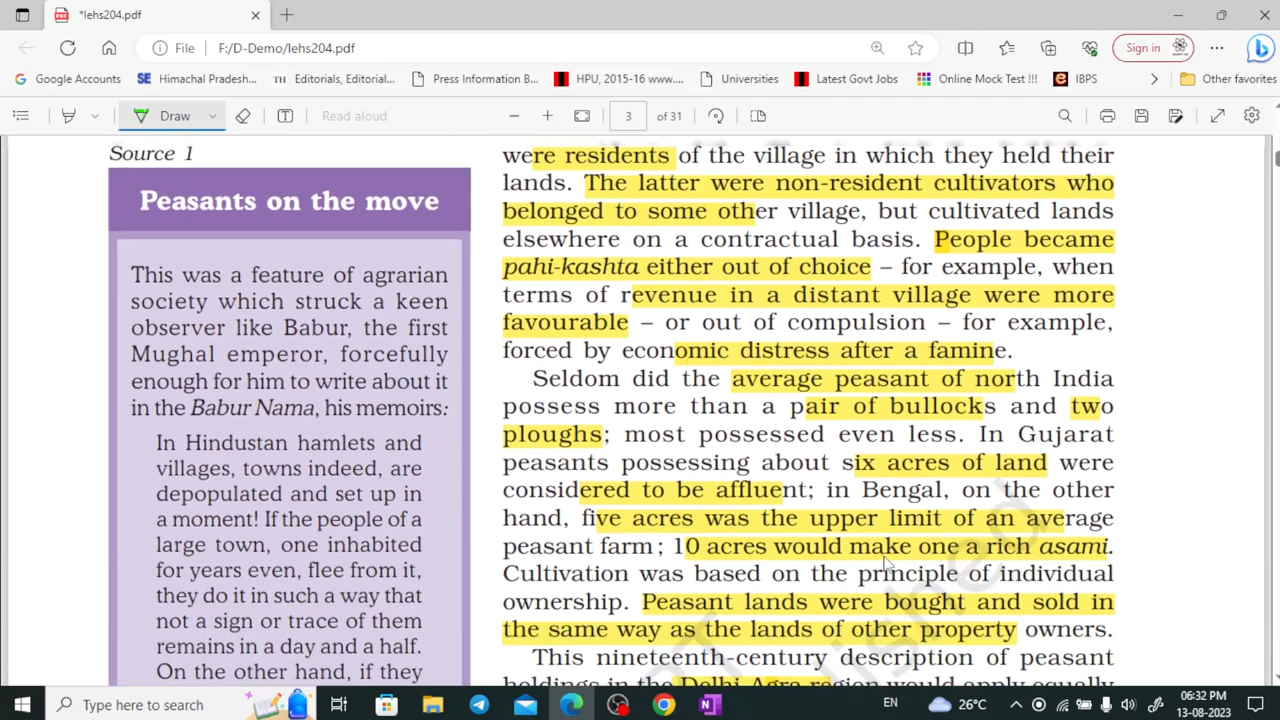 *lehs204.pdf
File
F:/D-Demo/lehs204.pdf
Sign in
Google Accounts
SE Himachal Pradesh...
TH Editorials, Editorial...
Press Information B...
HPU, 2015-16 www....
Universities
Latest Govt Jobs
Online Mock Test !!!
IBPS
Other favorites
Draw
Read aloud
3 of 31
Source 1
Peasants on the move
This was a feature of agrarian
society which struck a keen
observer like Babur, the first
Mughal emperor, forcefully
enough for him to write about it
in the Babur Nama, his memoirs:
In Hindustan hamlets and
villages, towns indeed, are
depopulated and set up in
a moment! If the people of a
large town, one inhabited
for years even, flee from it,
they do it in such a way that
not a sign or trace of them
remains in a day and a half.
On the other hand, if they
were residents of the village in which they held their
lands. The latter were non-resident cultivators who
belonged to some other village, but cultivated lands
elsewhere on a contractual basis. People became
pahi-kashta either out of choice – for example, when
terms of revenue in a distant village were more
favourable – or out of compulsion – for example,
forced by economic distress after a famine.
Seldom did the average peasant of north India
possess more than a pair of bullocks and two
ploughs; most possessed even less. In Gujarat
peasants possessing about six acres of land were
considered to be affluent; in Bengal, on the other
hand, five acres was the upper limit of an average
peasant farm; 10 acres would make one a rich asami.
Cultivation was based on the principle of individual
ownership. Peasant lands were bought and sold in
the same way as the lands of other property owners.
This nineteenth-century description of peasant
holdings in the Delhi-Agra region would apply equally
Type here to search
26°C
EN
06:32 PM
13-08-2023